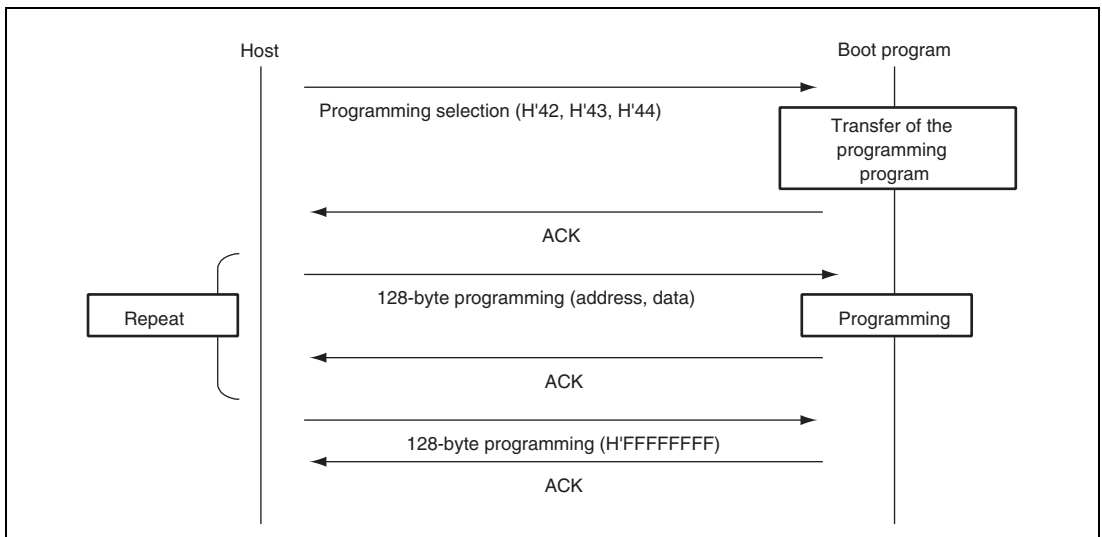 Host
Boot program
Programming selection (H'42, H'43, H'44)
Transfer of the
programming
program
ACK
128-byte programming (address, data)
Repeat
Programming
ACK
128-byte programming (H'FFFFFFFF)
ACK